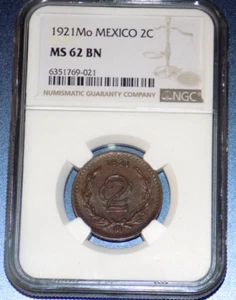 1921Mo MEXICO 2C
MS 62 BN
6351769-021
NUMISMATIC GUARANTY COMPANY
NGC
2